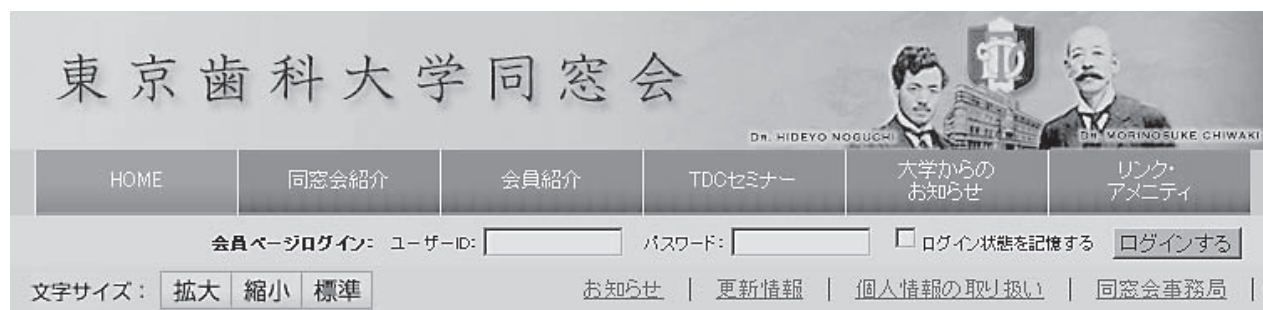 東京歯科大学同窓会
DR. HIDEYO NOGUCHI
DR. MORINOSUKE CHIWAKI
HOME
同窓会紹介
会員紹介
TDCセミナー
大学からの
お知らせ
リンク・
アメニティ
会員ページログイン: ユーザーID: パスワード: ログイン状態を記憶する ログインする
文字サイズ： 拡大 縮小 標準
お知らせ | 更新情報 | 個人情報の取り扱い | 同窓会事務局 |